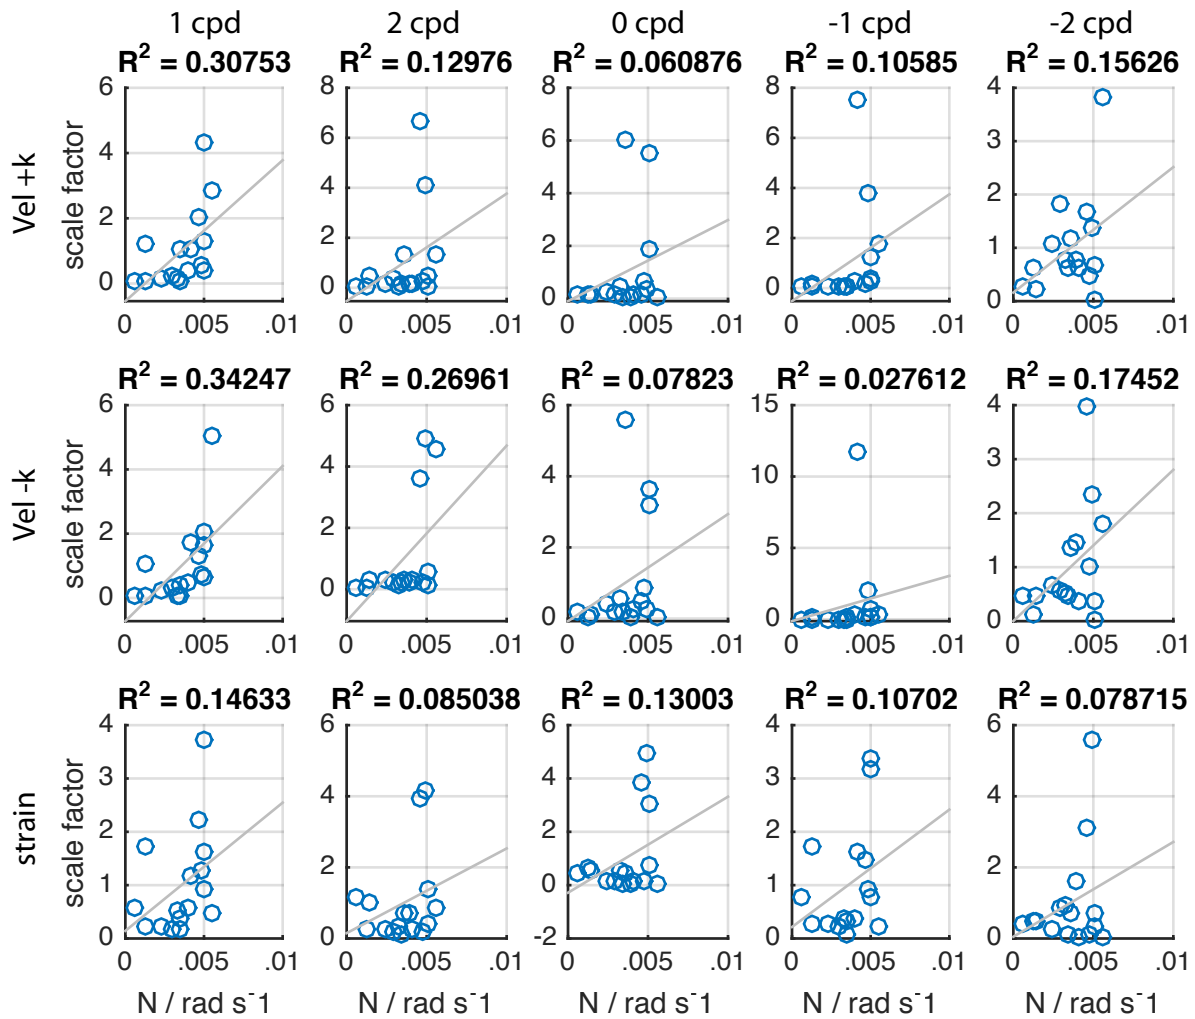 1 cpd 2 cpd 0 cpd -1 cpd -2 cpd
R² = 0.30753 R² = 0.12976 R² = 0.060876 R² = 0.10585 R² = 0.15626
Vel +k
scale factor
6 4 2 0
8 6 4 2 0
8 6 4 2 0
8 6 4 2 0
4 3 2 1 0
0 .005 .01 0 .005 .01 0 .005 .01 0 .005 .01 0 .005 .01
R² = 0.34247 R² = 0.26961 R² = 0.07823 R² = 0.027612 R² = 0.17452
Vel -k
scale factor
6 4 2 0
6 4 2 0
6 4 2 0
15 10 5 0
4 3 2 1 0
0 .005 .01 0 .005 .01 0 .005 .01 0 .005 .01 0 .005 .01
R² = 0.14633 R² = 0.085038 R² = 0.13003 R² = 0.10702 R² = 0.078715
strain
scale factor
4 3 2 1 0
6 4 2 0
6 4 2 0 -2
4 3 2 1 0
6 4 2 0
0 .005 .01 0 .005 .01 0 .005 .01 0 .005 .01 0 .005 .01
N / rad s⁻1 N / rad s⁻1 N / rad s⁻1 N / rad s⁻1 N / rad s⁻1